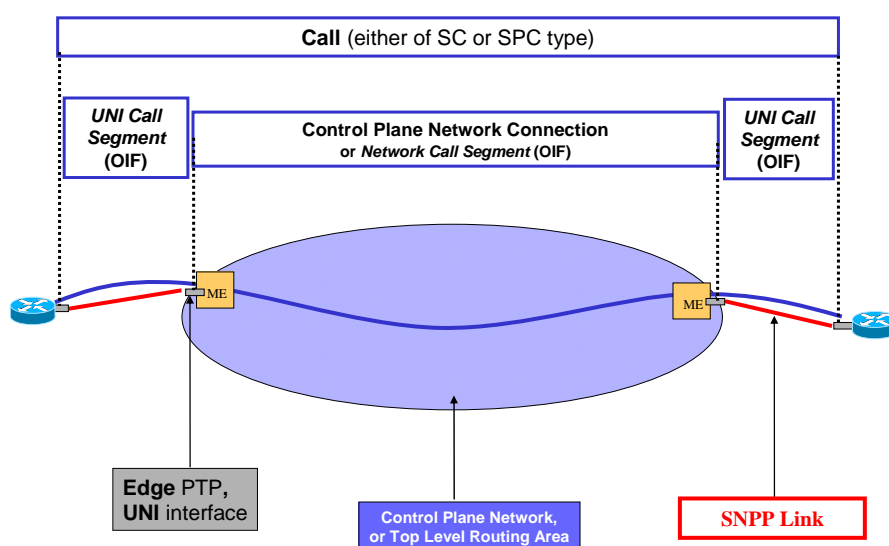 Call (either of SC or SPC type)
UNI Call
Segment
(OIF)
Control Plane Network Connection
or Network Call Segment (OIF)
UNI Call
Segment
(OIF)
ME
ME
Edge PTP,
UNI interface
Control Plane Network,
or Top Level Routing Area
SNPP Link